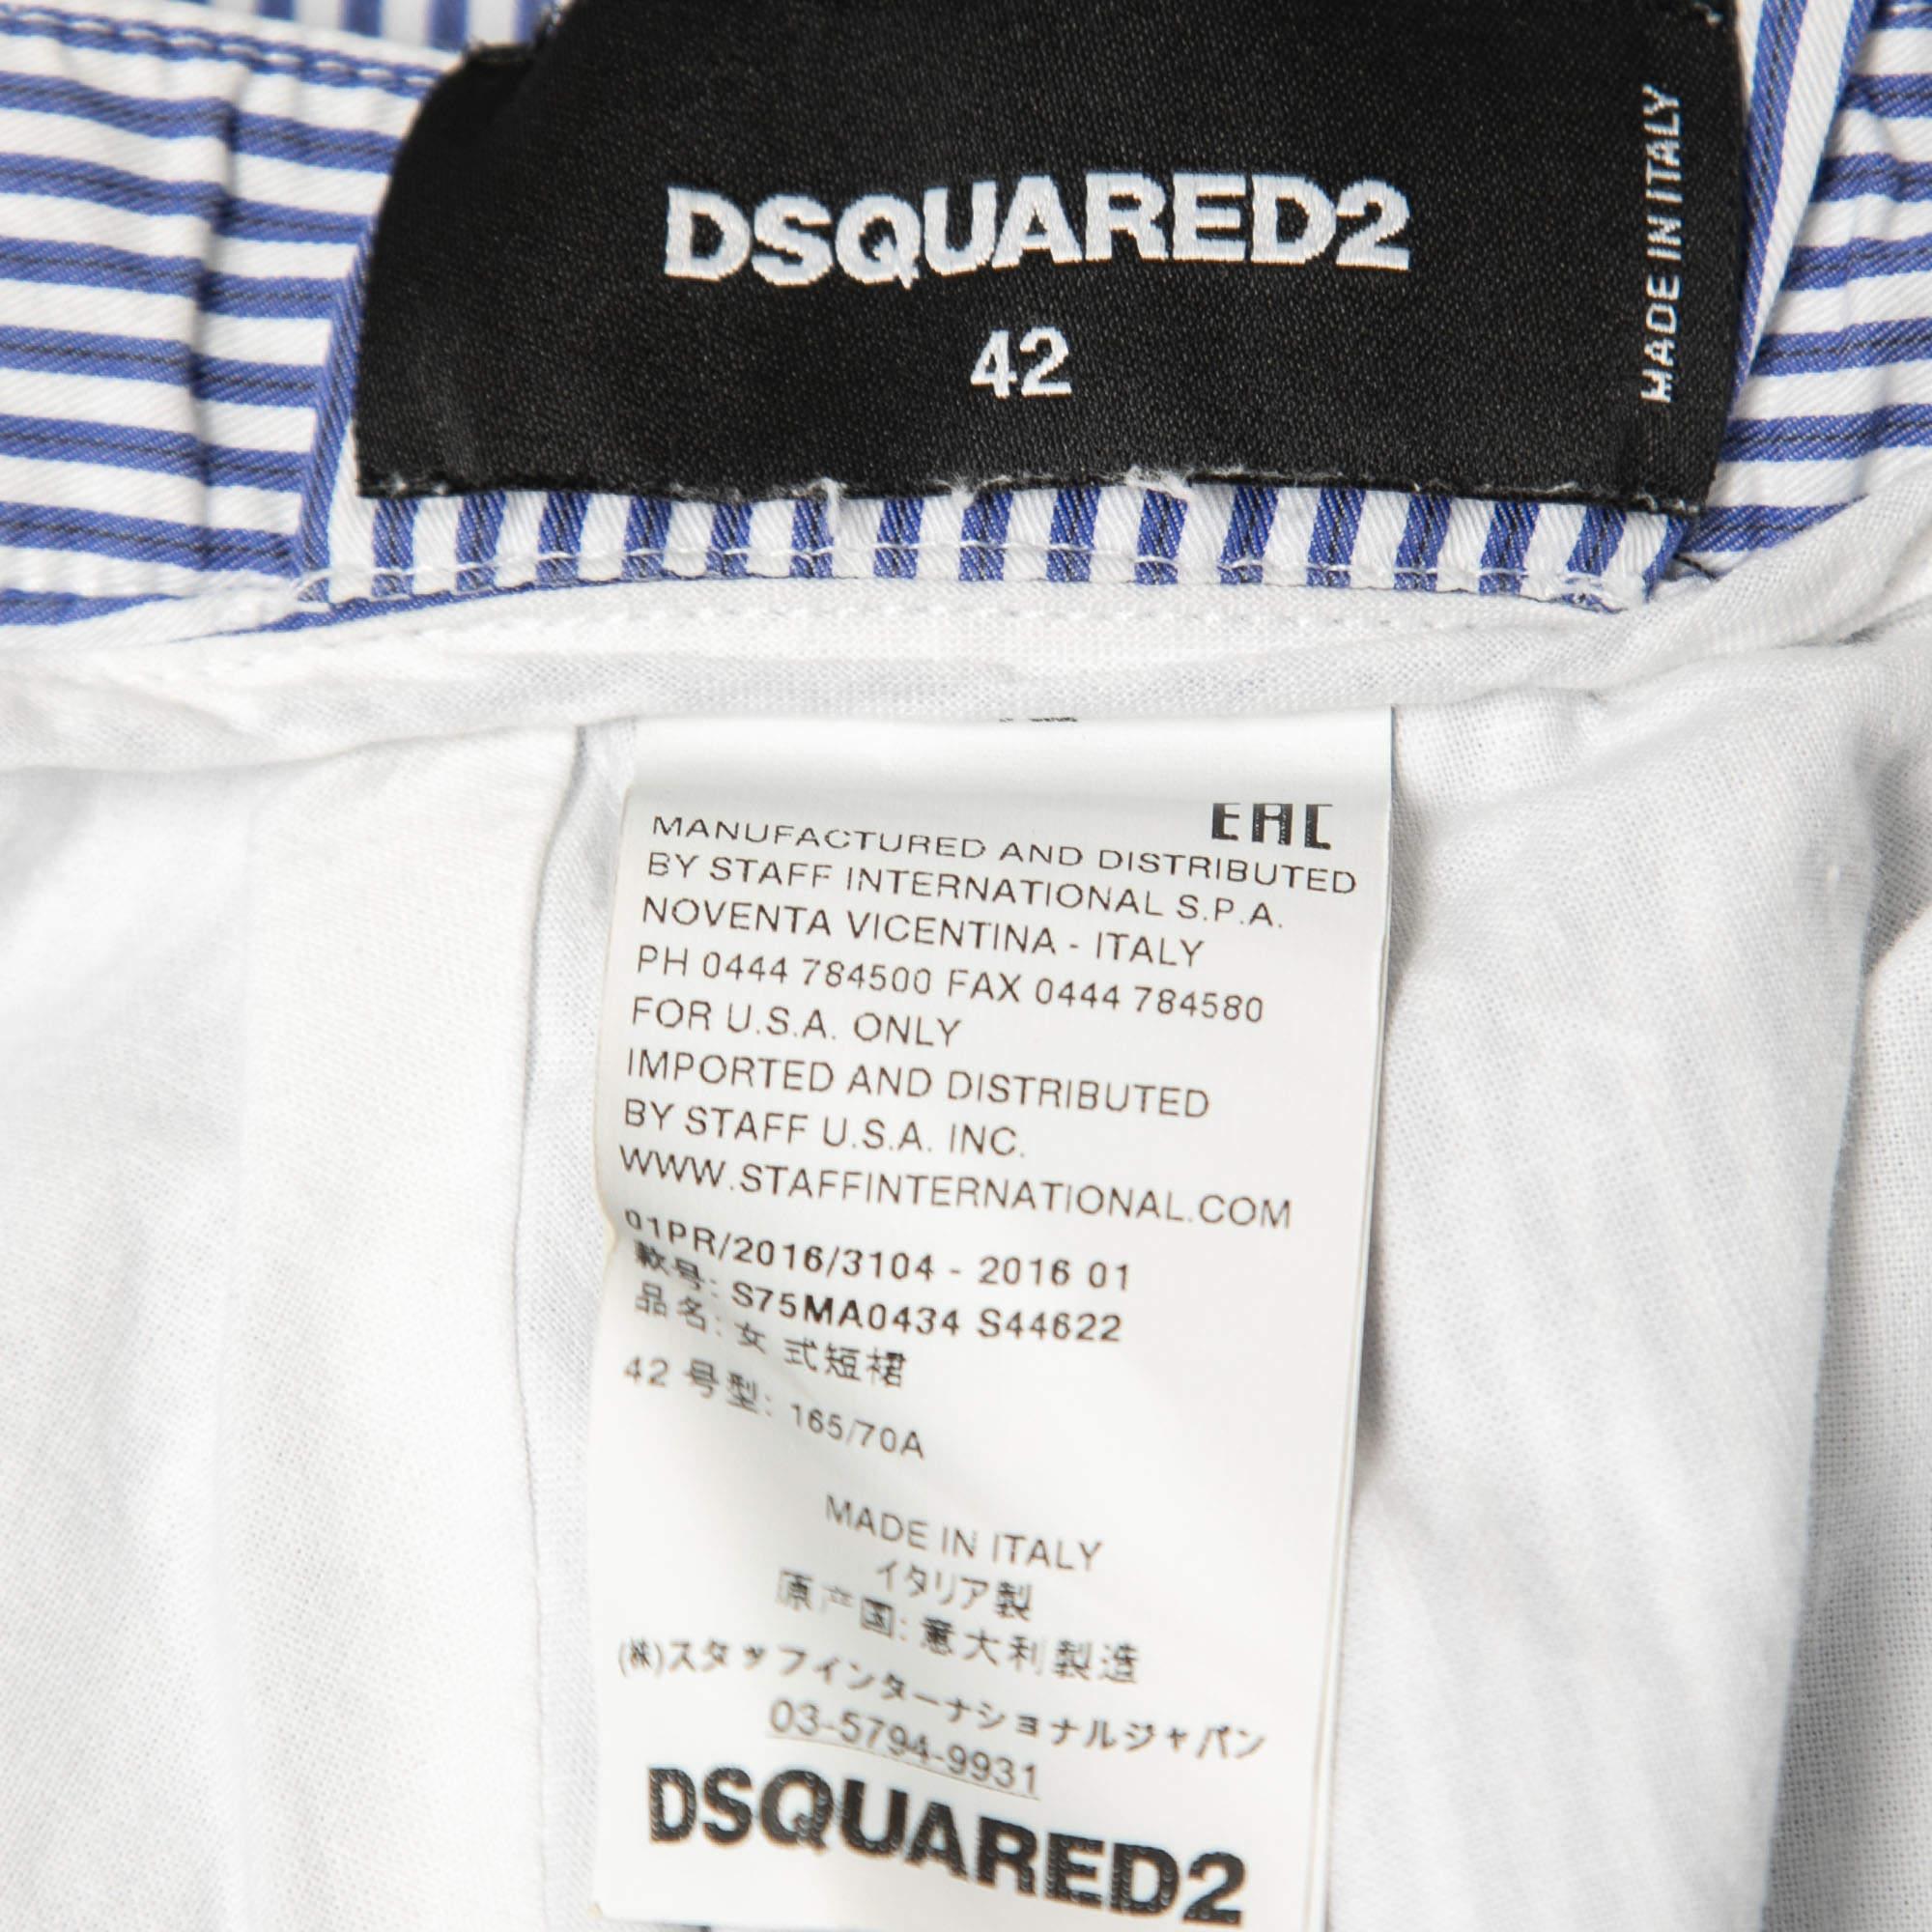 DSQUARED2
42
MADE IN ITALY
EAC
MANUFACTURED AND DISTRIBUTED
BY STAFF INTERNATIONAL S.P.A.
NOVENTA VICENTINA - ITALY
PH 0444 784500 FAX 0444 784580
FOR U.S.A. ONLY
IMPORTED AND DISTRIBUTED
BY STAFF U.S.A. INC.
WWW.STAFFINTERNATIONAL.COM
01PR/2016/3104 - 2016 01
款号: S75MA0434 S44622
品名: 女式短裙
42 号型: 165/70A
MADE IN ITALY
イタリア製
原产国: 意大利製造
(株)スタッフインターナショナルジャパン
03-5794-9931
DSQUARED2